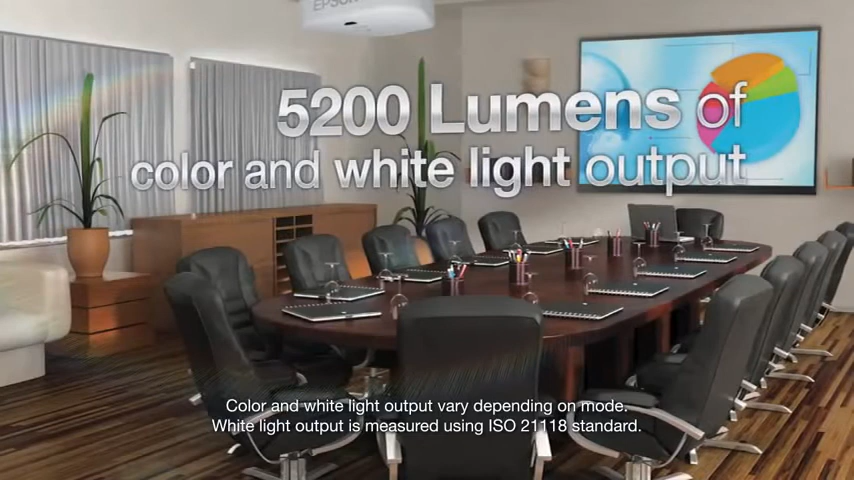 EPSON
5200 Lumens of
color and white light output
Color and white light output vary depending on mode.
White light output is measured using ISO 21118 standard.